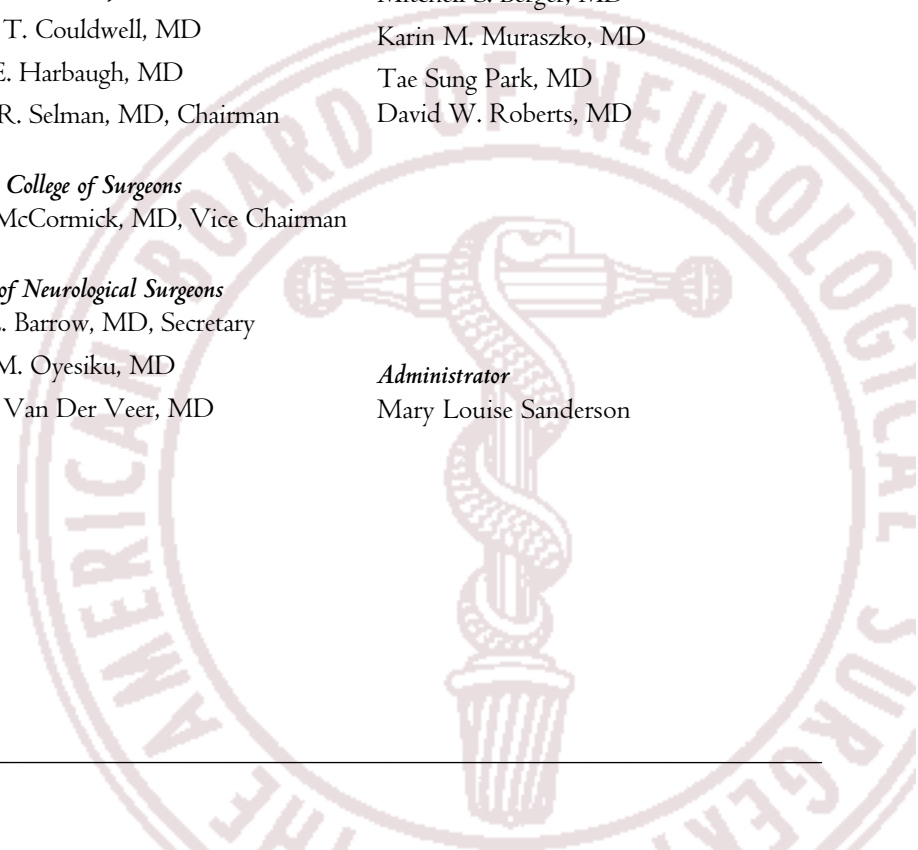 T. Couldwell, MD
E. Harbaugh, MD
R. Selman, MD, Chairman
College of Surgeons
McCormick, MD, Vice Chairman
of Neurological Surgeons
. Barrow, MD, Secretary
M. Oyesiku, MD
Van Der Veer, MD
Karin M. Muraszko, MD
Tae Sung Park, MD
David W. Roberts, MD
Administrator
Mary Louise Sanderson
THE AMERICAN BOARD OF NEUROLOGICAL SURGERY